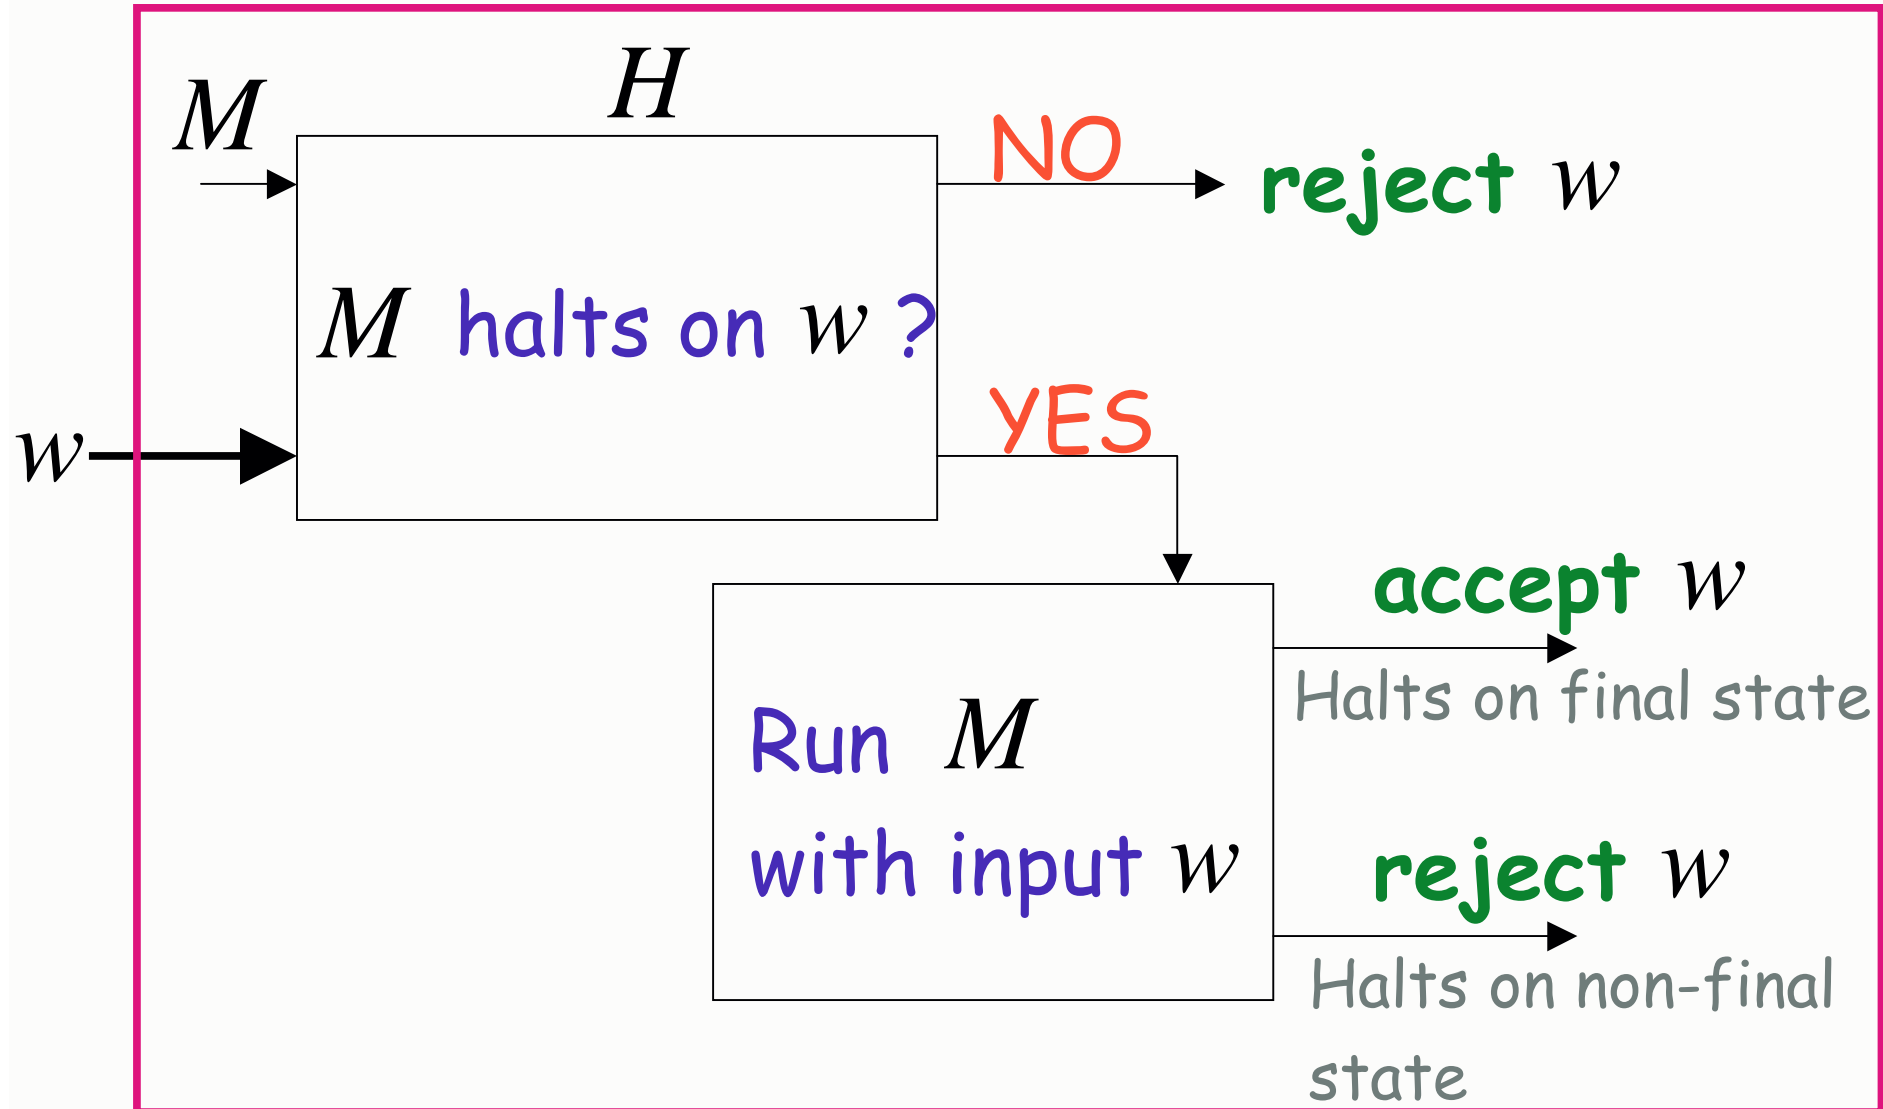 H
M
NO
reject w
M halts on w ?
YES
w
accept w
Halts on final state
Run M
with input w
reject w
Halts on non-final
state